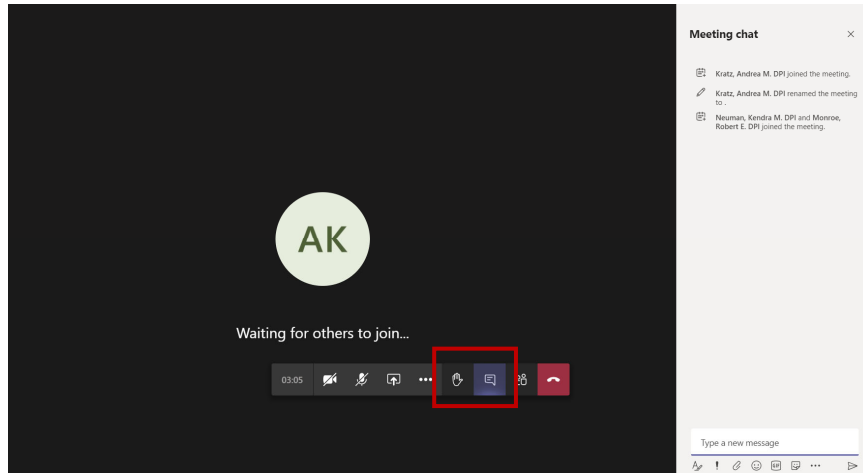 Meeting chat
Kratz, Andrea M. DPI joined the meeting.
Kratz, Andrea M. DPI renamed the meeting
to .
Neuman, Kendra M. DPI and Monroe,
Robert E. DPI joined the meeting.
AK
Waiting for others to join...
03:05
Type a new message
GIF